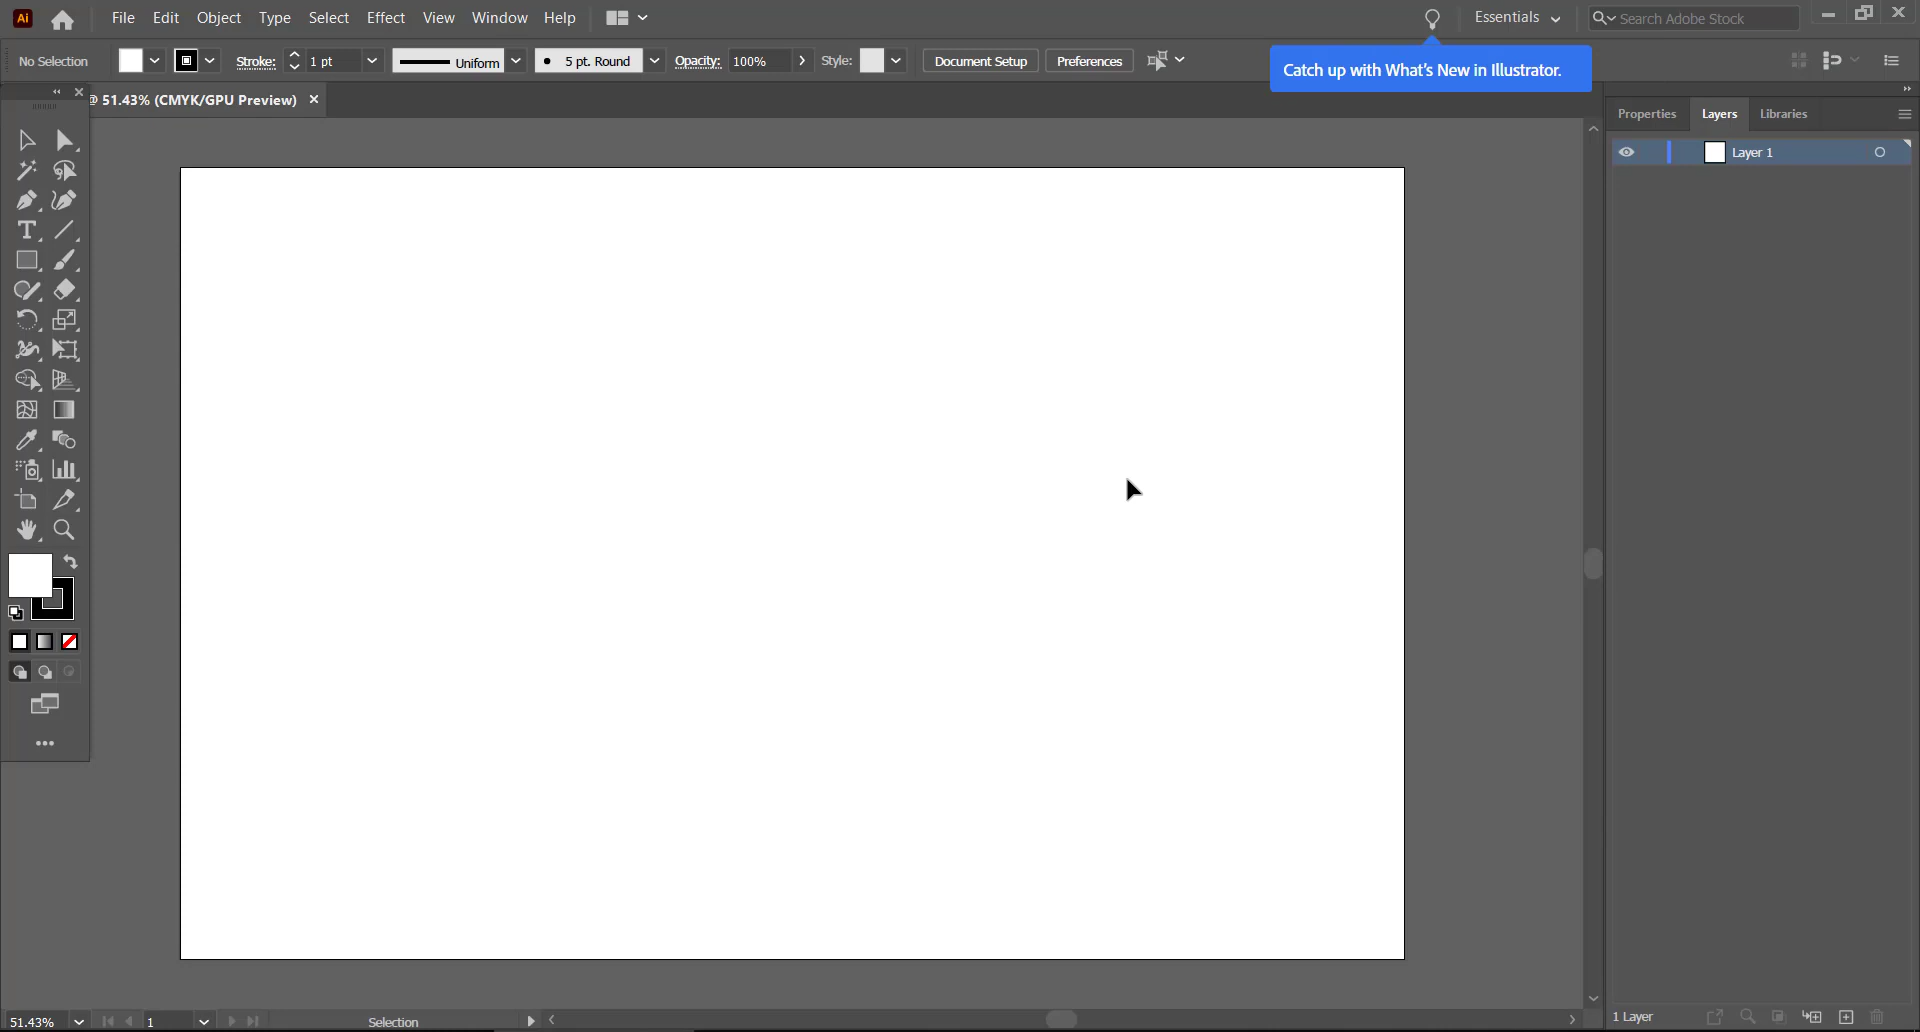 Ai File Edit Object Type Select Effect View Window Help Essentials Search Adobe Stock
No Selection Stroke: 1 pt Uniform 5 pt. Round Opacity: 100% Style: Document Setup Preferences
Catch up with What's New in Illustrator.
@ 51.43% (CMYK/GPU Preview)
Properties Layers Libraries
Layer 1
51.43% 1 Selection
1 Layer